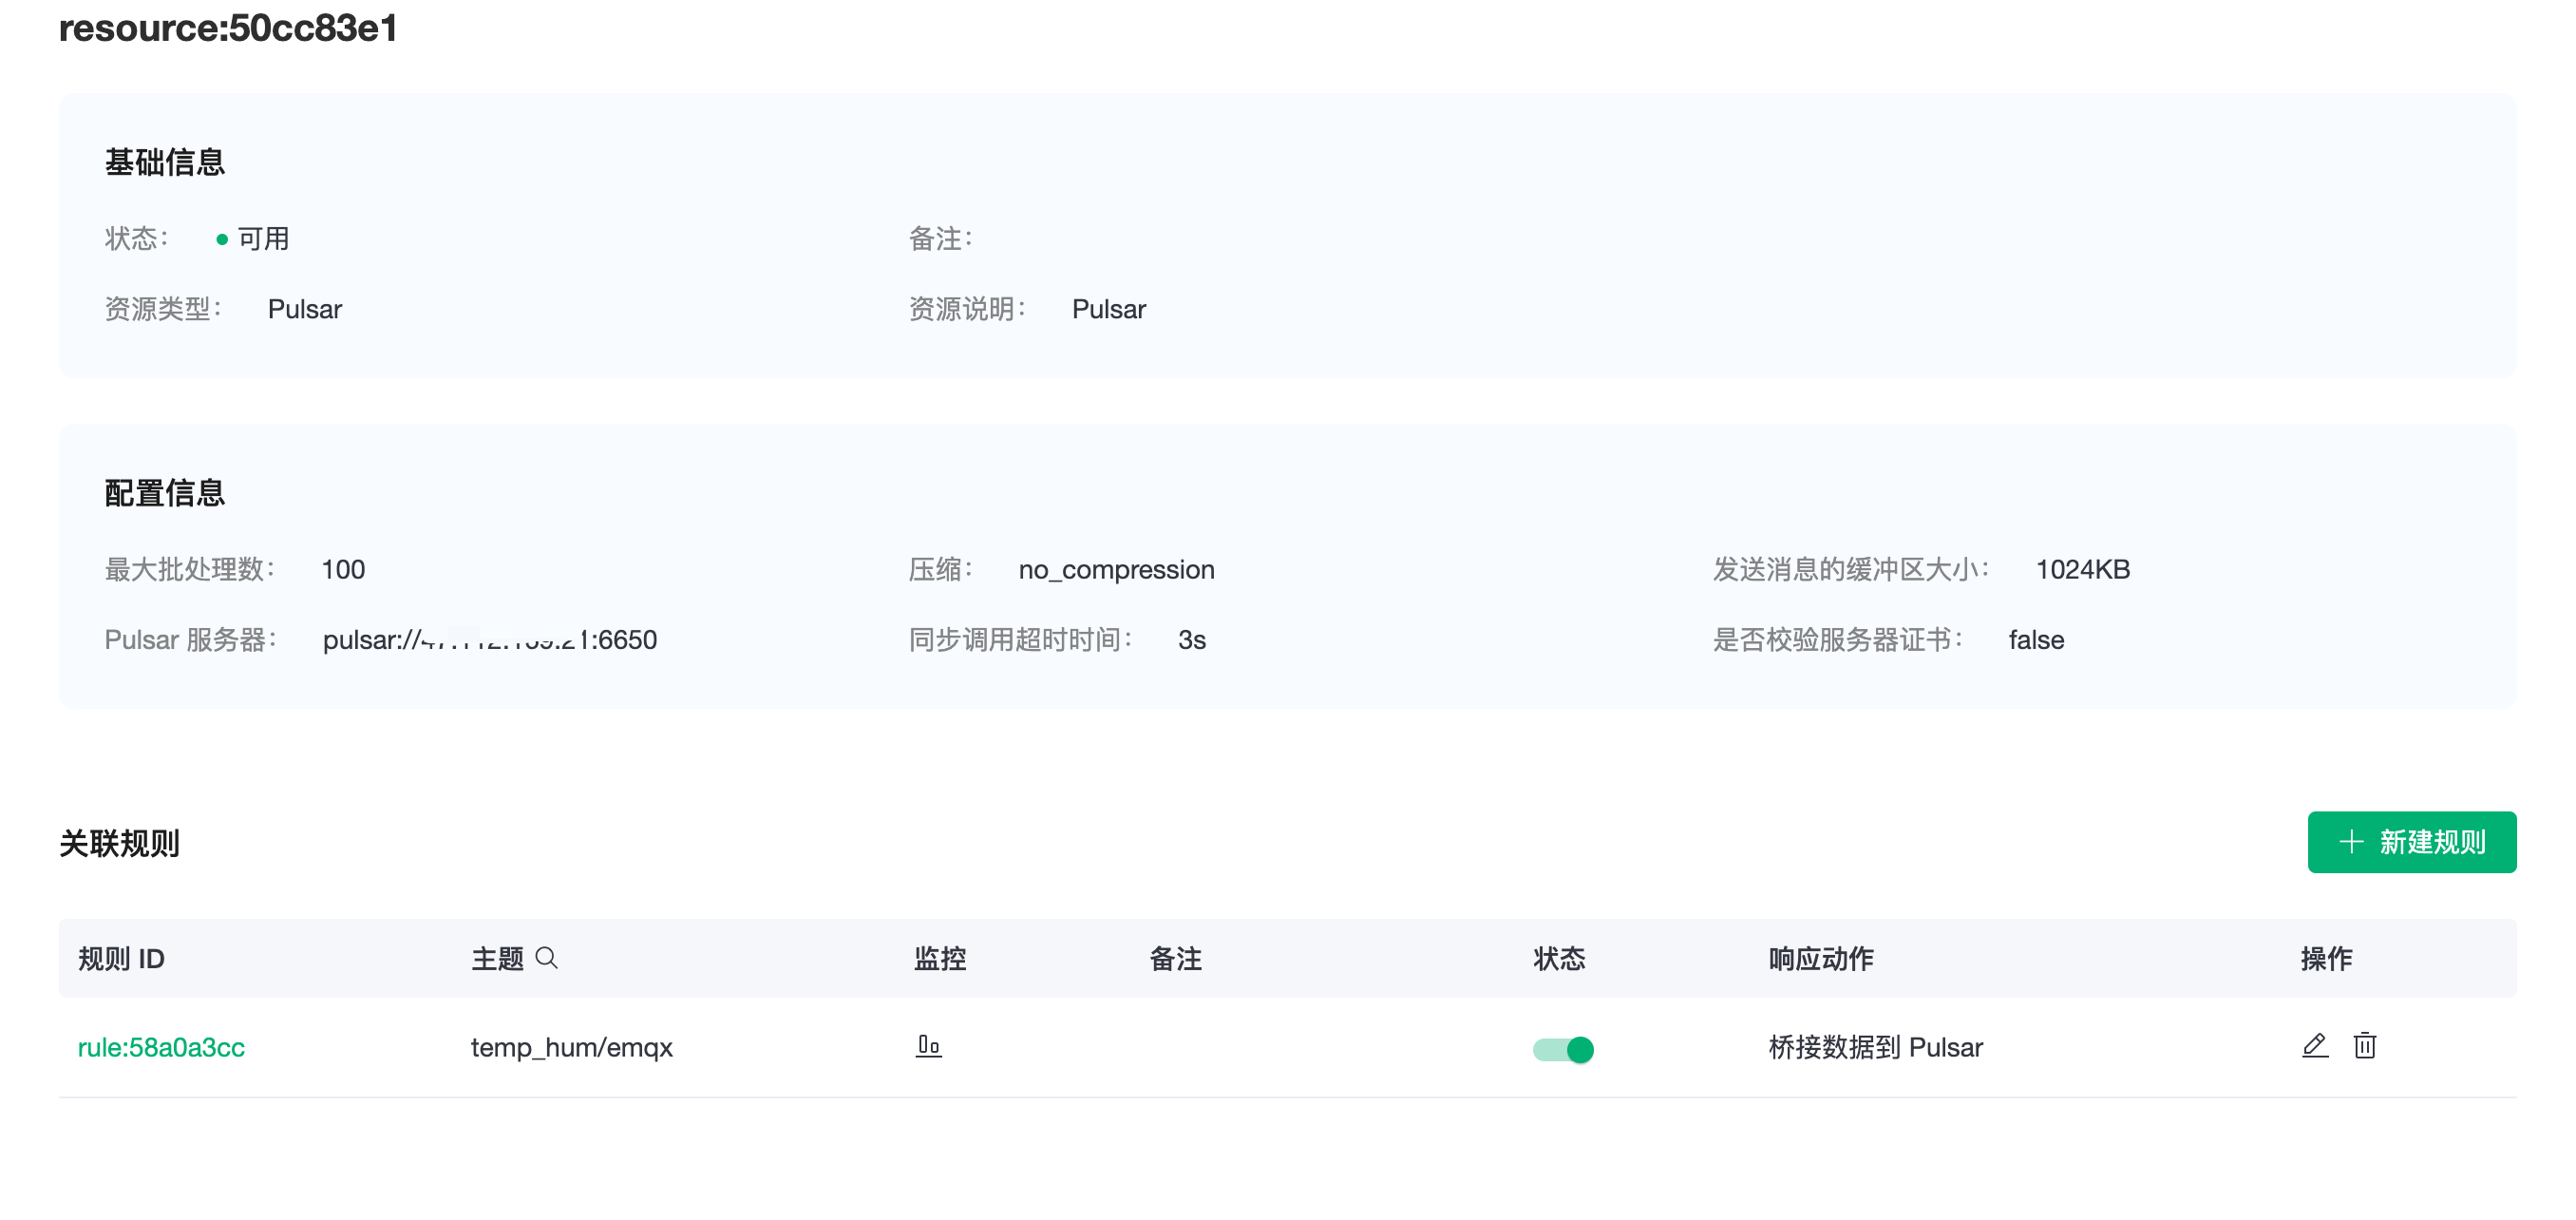 resource:50cc83e1
基础信息
状态： 可用 备注：
资源类型： Pulsar 资源说明： Pulsar
配置信息
最大批处理数： 100 压缩： no_compression 发送消息的缓冲区大小： 1024KB
Pulsar 服务器： pulsar:// :6650 同步调用超时时间： 3s 是否校验服务器证书： false
关联规则 新建规则
规则 ID 主题 监控 备注 状态 响应动作 操作
rule:58a0a3cc temp_hum/emqx 桥接数据到 Pulsar